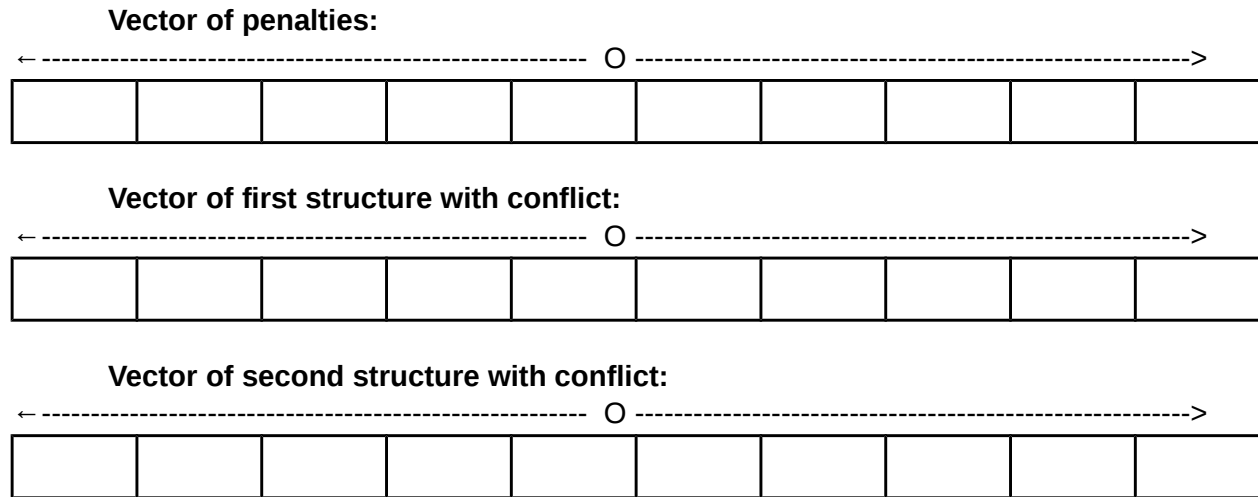 Vector of penalties:
←-------------------------------------------------------- O --------------------------------------------------------->
Vector of first structure with conflict:
←-------------------------------------------------------- O --------------------------------------------------------->
Vector of second structure with conflict:
←-------------------------------------------------------- O --------------------------------------------------------->